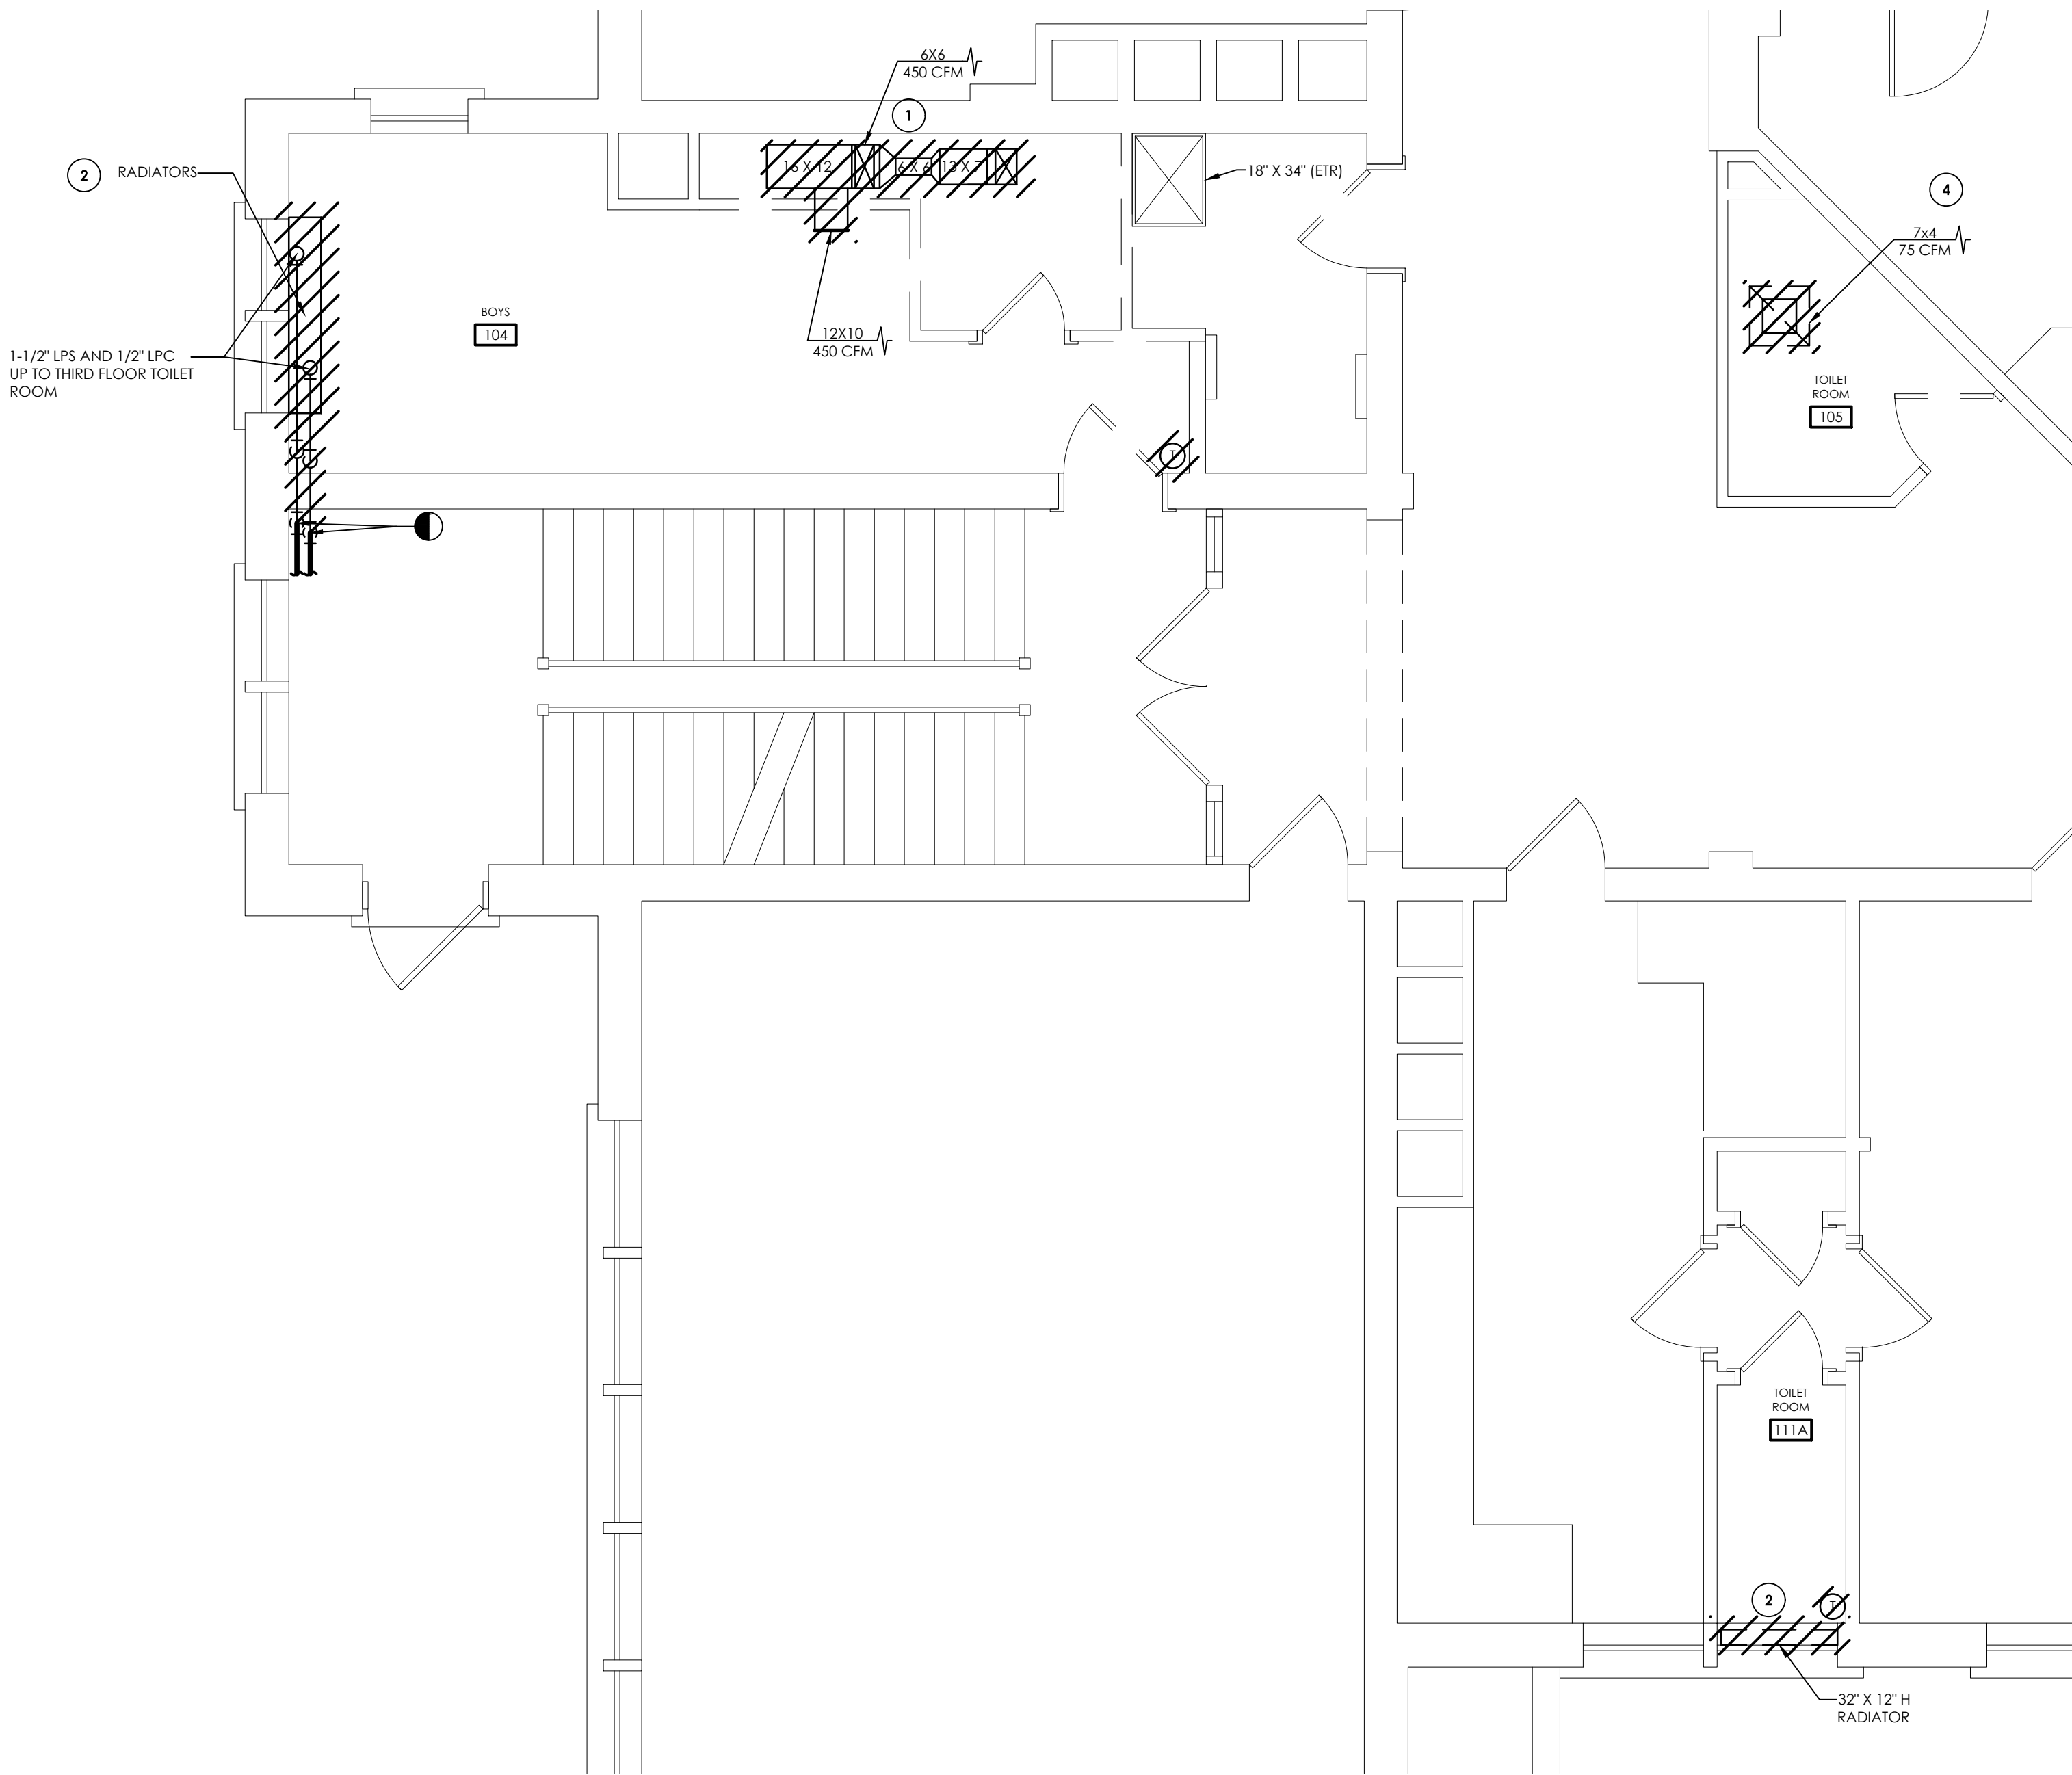 6X6
450 CFM
1
16 X 12
6 X 6
13 X 7
18" X 34" (ETR)
2
RADIATORS
4
7x4
75 CFM
BOYS
104
12X10
450 CFM
1-1/2" LPS AND 1/2" LPC
UP TO THIRD FLOOR TOILET
ROOM
TOILET
ROOM
105
T
TOILET
ROOM
111A
2
T
32" X 12" H
RADIATOR